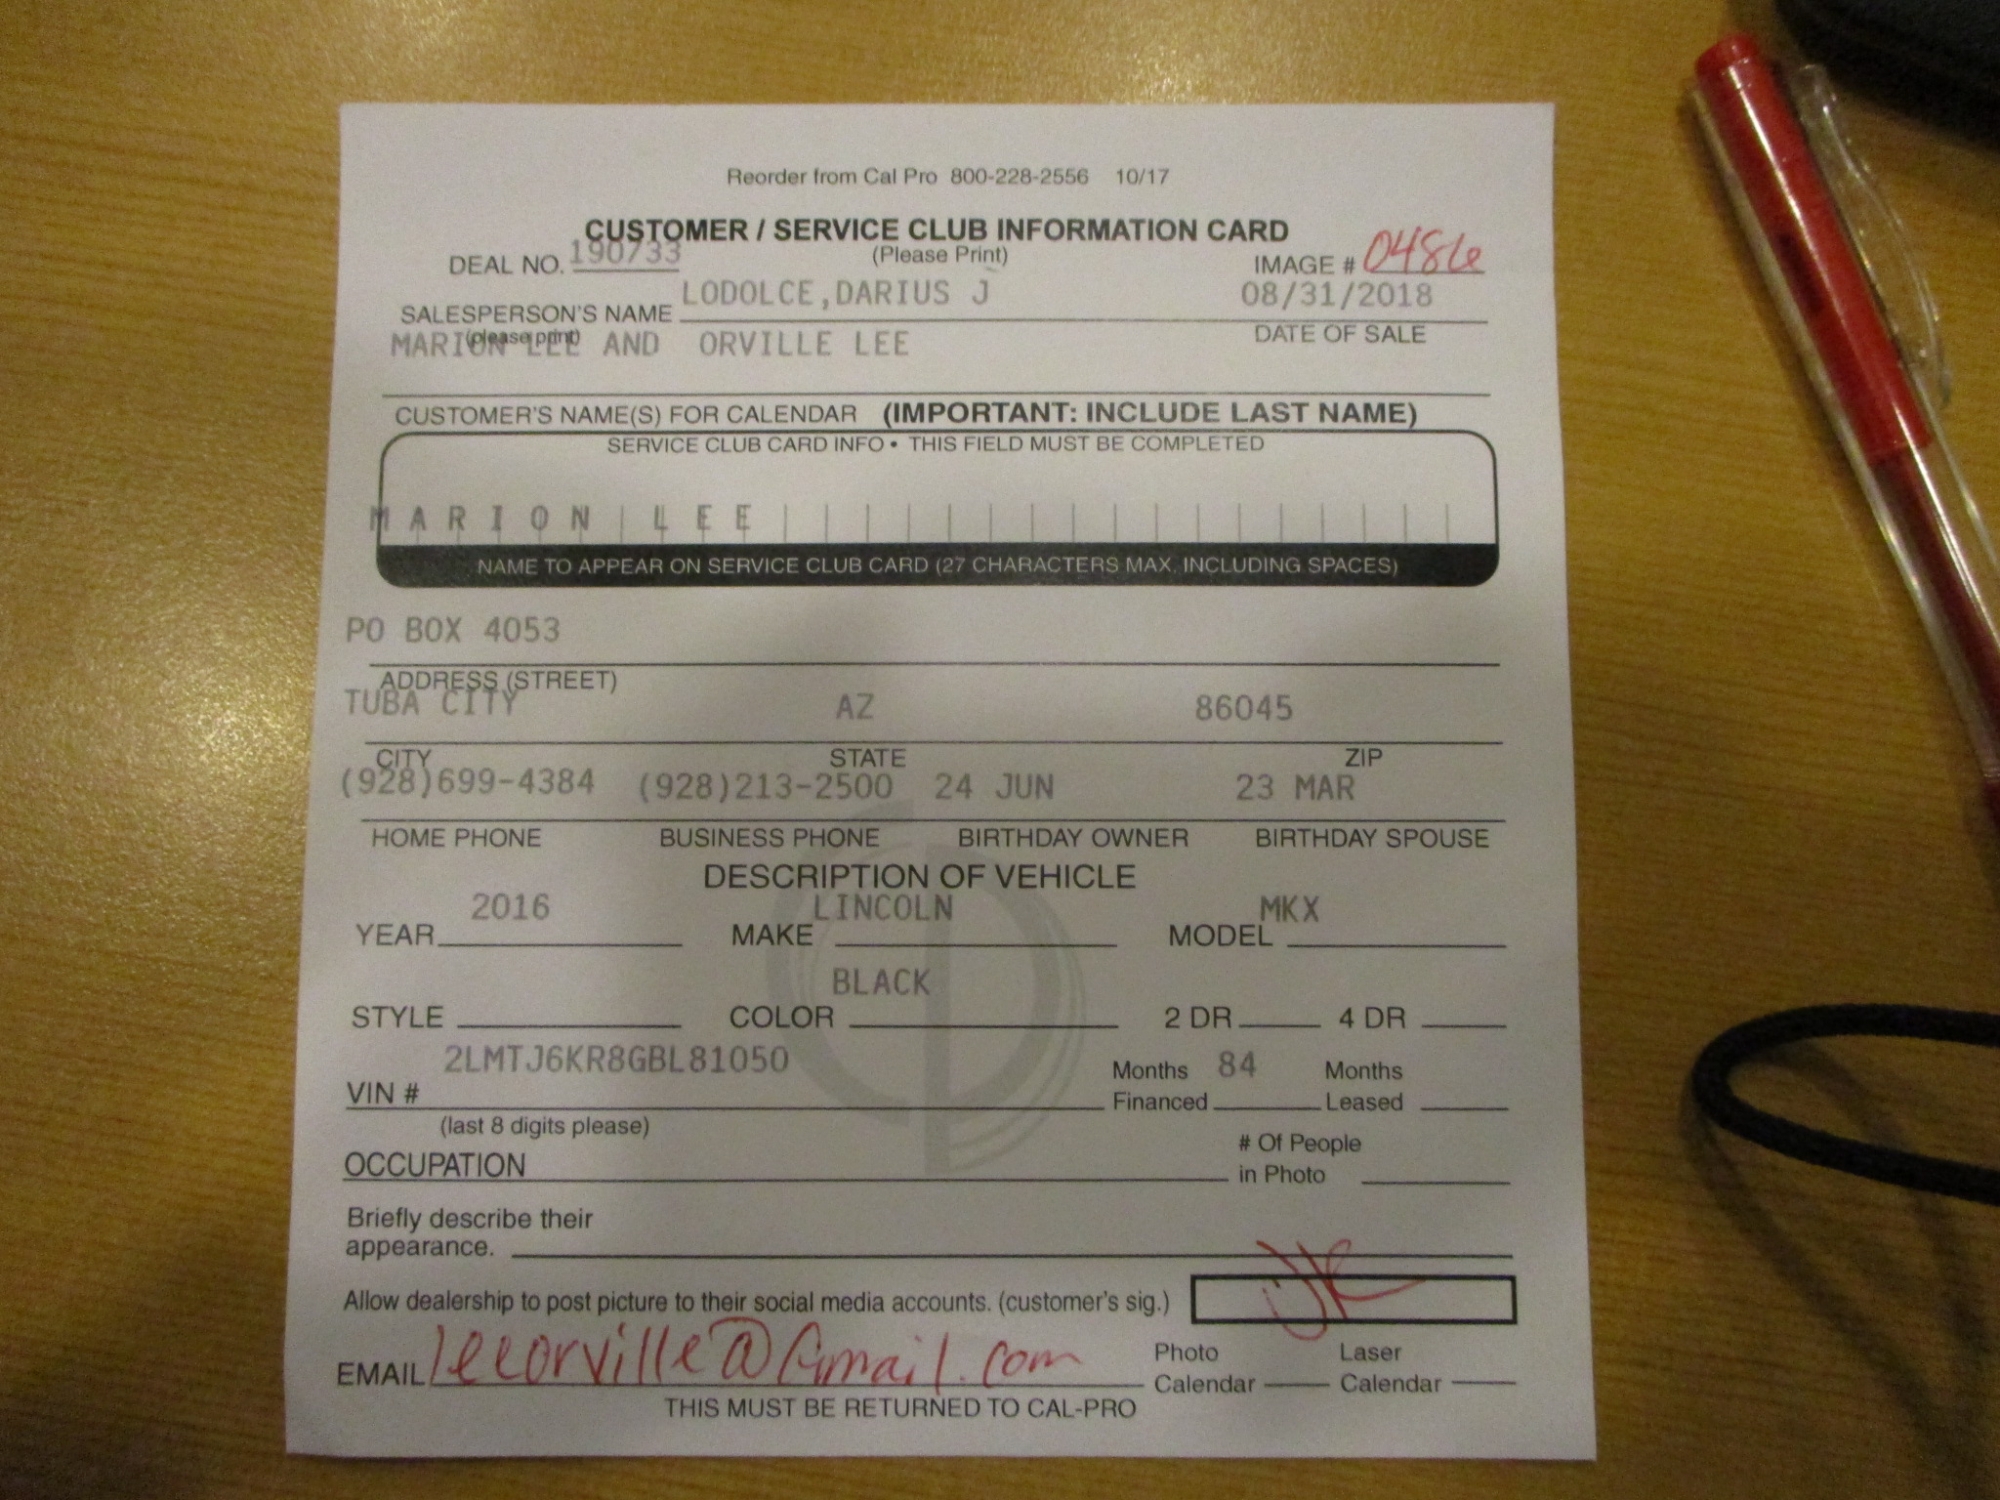 Reorder from Cal Pro 800-228-2556 10/17
CUSTOMER / SERVICE CLUB INFORMATION CARD
(Please Print)
DEAL NO. 190733
IMAGE # 0486
SALESPERSON'S NAME LODOLCE,DARIUS J 08/31/2018
(please print) DATE OF SALE
MARION LEE AND ORVILLE LEE
CUSTOMER'S NAME(S) FOR CALENDAR (IMPORTANT: INCLUDE LAST NAME)
SERVICE CLUB CARD INFO • THIS FIELD MUST BE COMPLETED
MARION LEE
NAME TO APPEAR ON SERVICE CLUB CARD (27 CHARACTERS MAX. INCLUDING SPACES)
PO BOX 4053
ADDRESS (STREET)
TUBA CITY AZ 86045
CITY STATE ZIP
(928)699-4384 (928)213-2500 24 JUN 23 MAR
HOME PHONE BUSINESS PHONE BIRTHDAY OWNER BIRTHDAY SPOUSE
DESCRIPTION OF VEHICLE
YEAR 2016 MAKE LINCOLN MODEL MKX
STYLE COLOR BLACK 2 DR 4 DR
VIN # 2LMTJ6KR8GBL81050 Months Financed 84 Months Leased
(last 8 digits please)
OCCUPATION # Of People in Photo
Briefly describe their
appearance.
Allow dealership to post picture to their social media accounts. (customer's sig.)
EMAIL leeorville@Gmail.com Photo Calendar Laser Calendar
THIS MUST BE RETURNED TO CAL-PRO